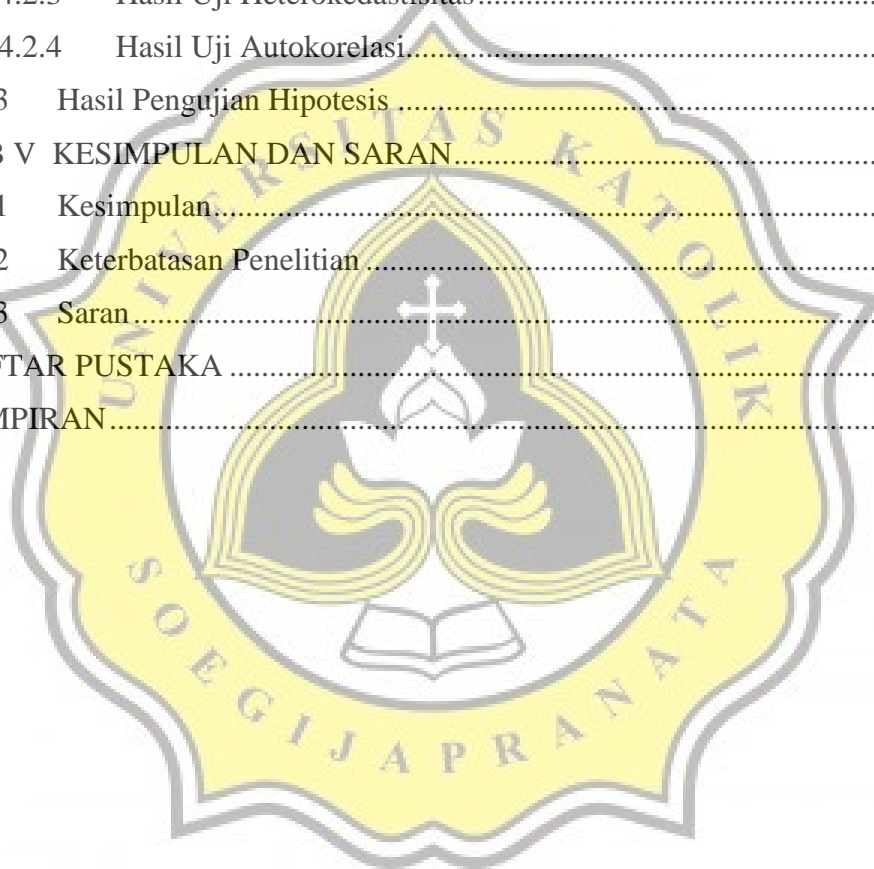 4.2.3 Hasil Uji Heterokedastisitas
4.2.4 Hasil Uji Autokorelasi
3 Hasil Pengujian Hipotesis
V KESIMPULAN DAN SARAN
1 Kesimpulan
2 Keterbatasan Penelitian
3 Saran
TAR PUSTAKA
MPIRAN
UNIVERSITAS KATOLIK
SOEGIJAPRANATA